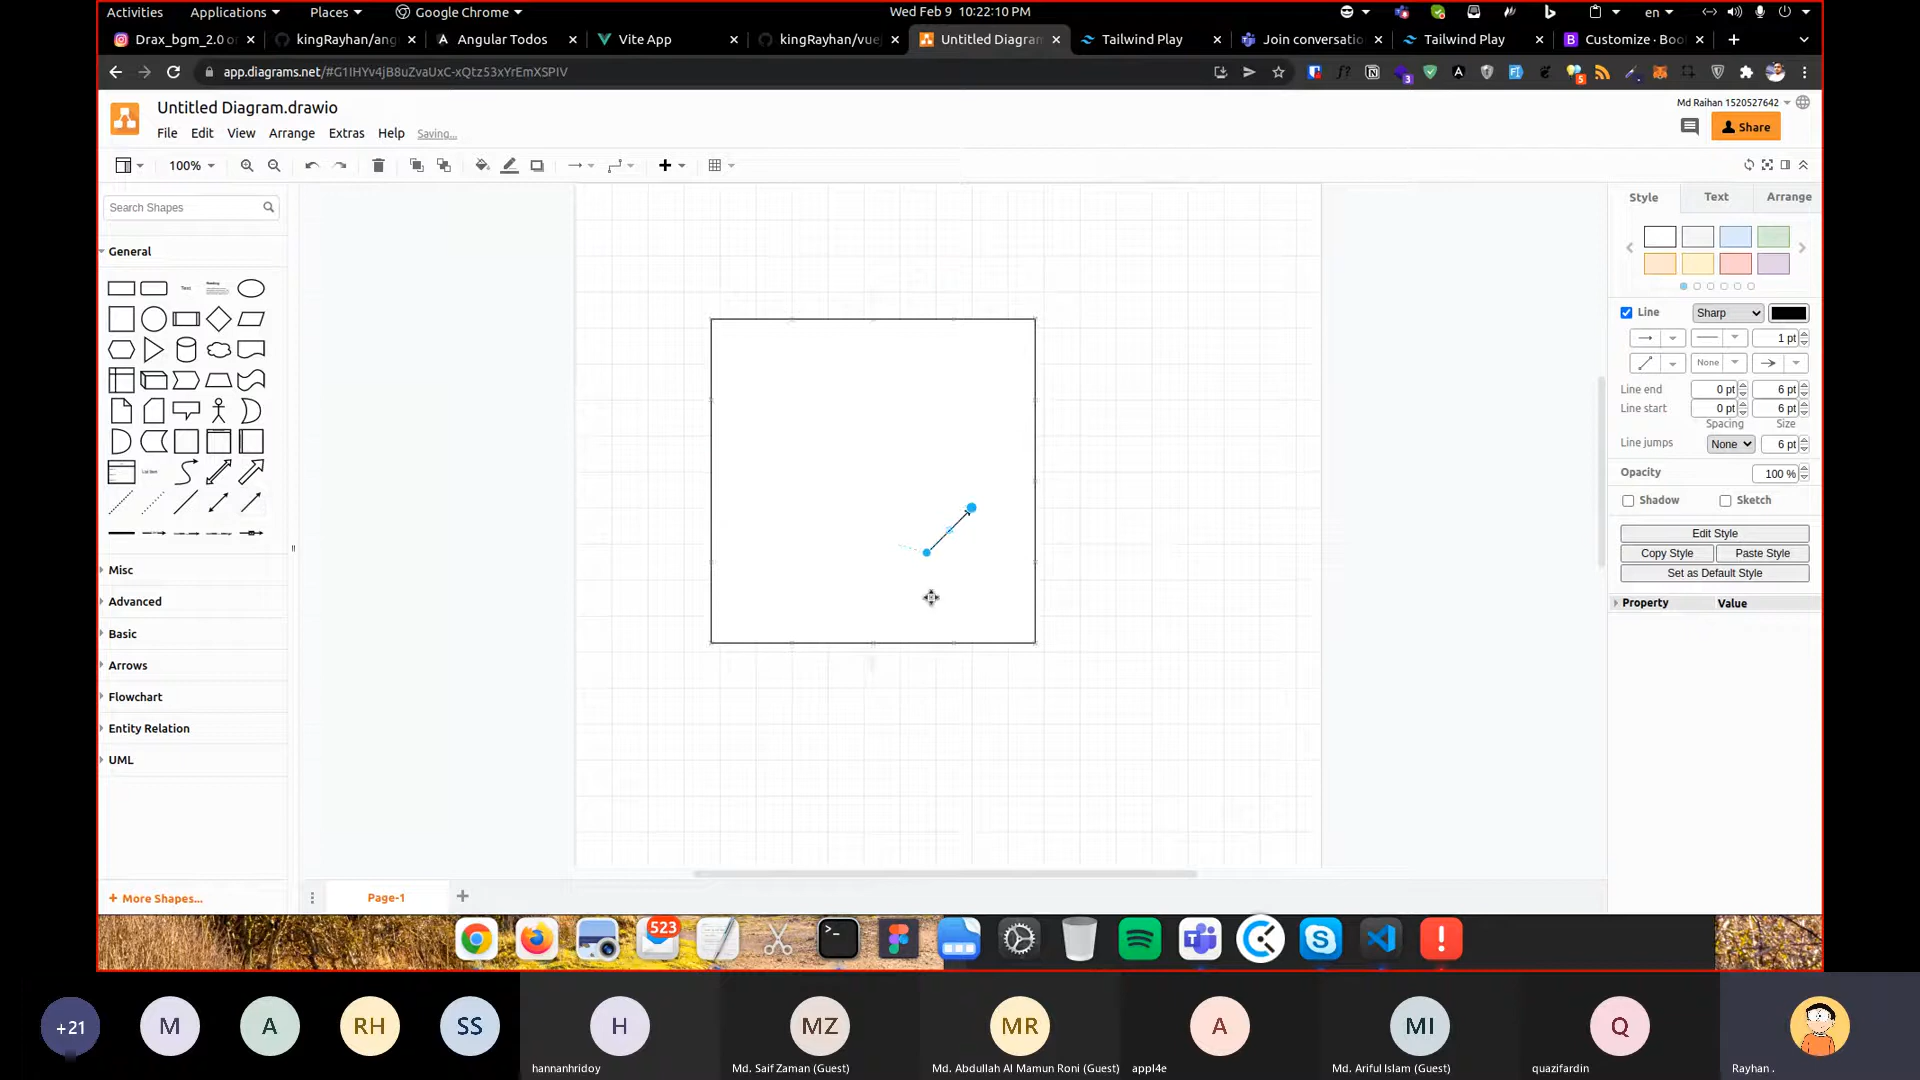 Activities Applications Places Google Chrome Wed Feb 9 10:22:10 PM en
Drax_bgm_2.0 o kingRayhan/ang Angular Todos Vite App kingRayhan/vue Untitled Diagram Tailwind Play Join conversatio Tailwind Play Customize · Boo
app.diagrams.net/#G1IHYv4jB8uZvaUxC-xQtz53xYrEmXSPIV
Untitled Diagram.drawio
Md Raihan 1520527642
File Edit View Arrange Extras Help Saving...
Share
100%
Search Shapes
Style Text Arrange
General
Text
Heading
List Item
Line Sharp
1 pt
None
Line end 0 pt 6 pt
Line start 0 pt 6 pt
Spacing Size
Line jumps None 6 pt
Opacity 100 %
Shadow Sketch
Edit Style
Copy Style Paste Style
Set as Default Style
Property Value
Misc
Advanced
Basic
Arrows
Flowchart
Entity Relation
UML
+ More Shapes...
Page-1
523
+21 M A RH SS H MZ MR A MI Q
hannanhridoy Md. Saif Zaman (Guest) Md. Abdullah Al Mamun Roni (Guest) appl4e Md. Ariful Islam (Guest) quazifardin Rayhan .